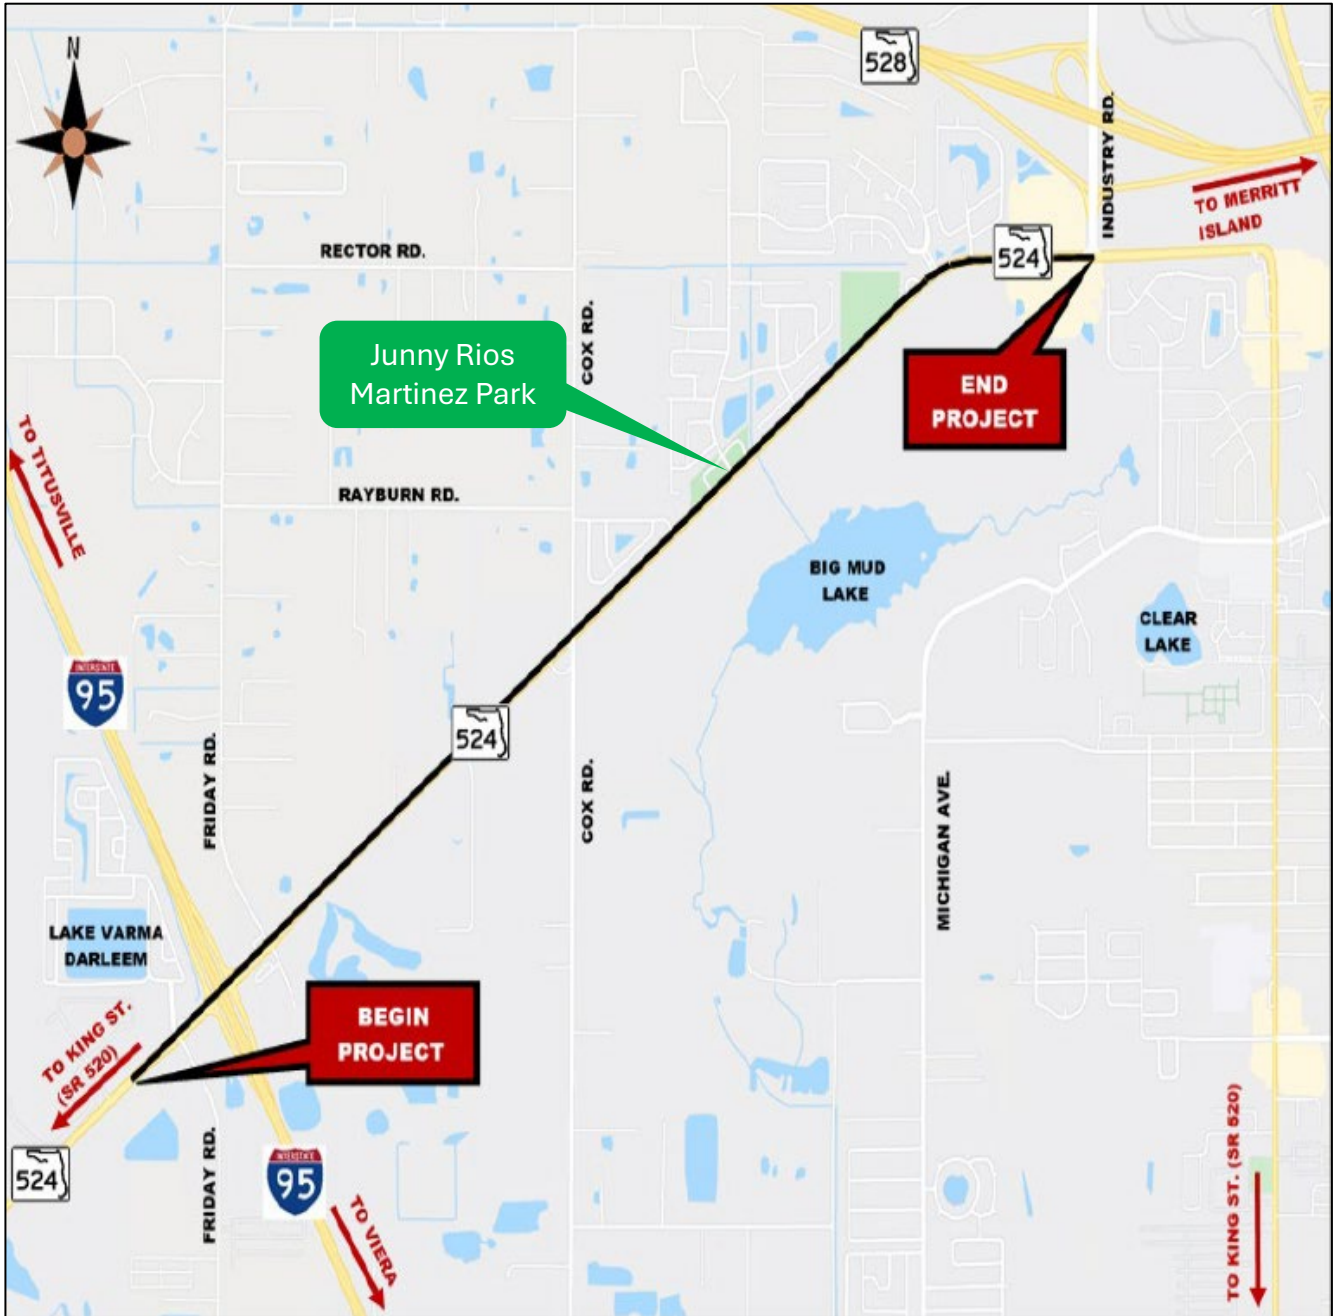 N
528
INDUSTRY RD.
TO MERRITT
ISLAND
RECTOR RD.
524
COX RD.
Junny Rios
Martinez Park
END
PROJECT
TO TITUSVILLE
RAYBURN RD.
BIG MUD
LAKE
CLEAR
LAKE
INTERSTATE
95
524
FRIDAY RD.
COX RD.
MICHIGAN AVE.
LAKE VARMA
DARLEEM
BEGIN
PROJECT
TO KING ST.
(SR 520)
524
FRIDAY RD.
INTERSTATE
95
TO VIERA
TO KING ST. (SR 520)